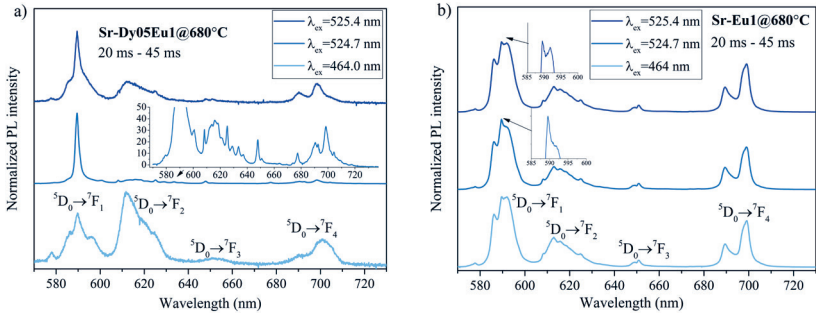 a)
Sr-Dy05Eu1@680°C
20 ms - 45 ms
λex=525.4 nm
λex=524.7 nm
λex=464.0 nm
50
40
30
20
10
0
580 600 620 640 660 680 700 720
⁵D₀→⁷F₁
⁵D₀→⁷F₂
⁵D₀→⁷F₃
⁵D₀→⁷F₄
Normalized PL intensity
580 600 620 640 660 680 700 720
Wavelength (nm)
b)
Sr-Eu1@680°C
20 ms - 45 ms
λex=525.4 nm
λex=524.7 nm
λex=464 nm
585 590 595 600
585 590 595 600
⁵D₀→⁷F₁
⁵D₀→⁷F₂
⁵D₀→⁷F₃
⁵D₀→⁷F₄
Normalized PL intensity
580 600 620 640 660 680 700 720
Wavelength (nm)